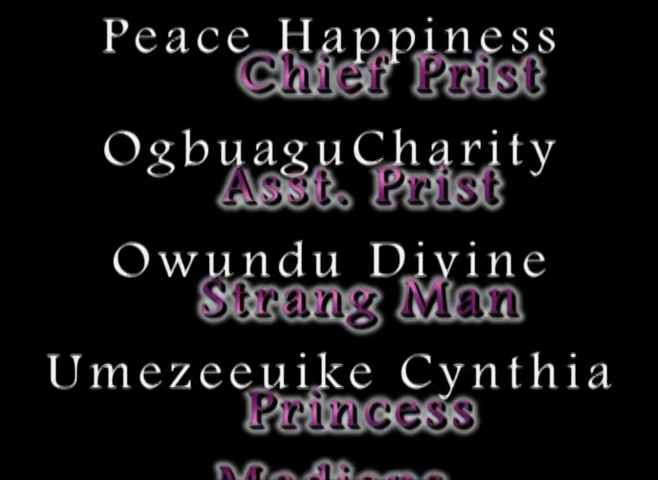 Peace Happiness
Chief Prist
OgbuaguCharity
Asst. Prist
Owundu Divine
Strang Man
Umezeeuike Cynthia
Princess